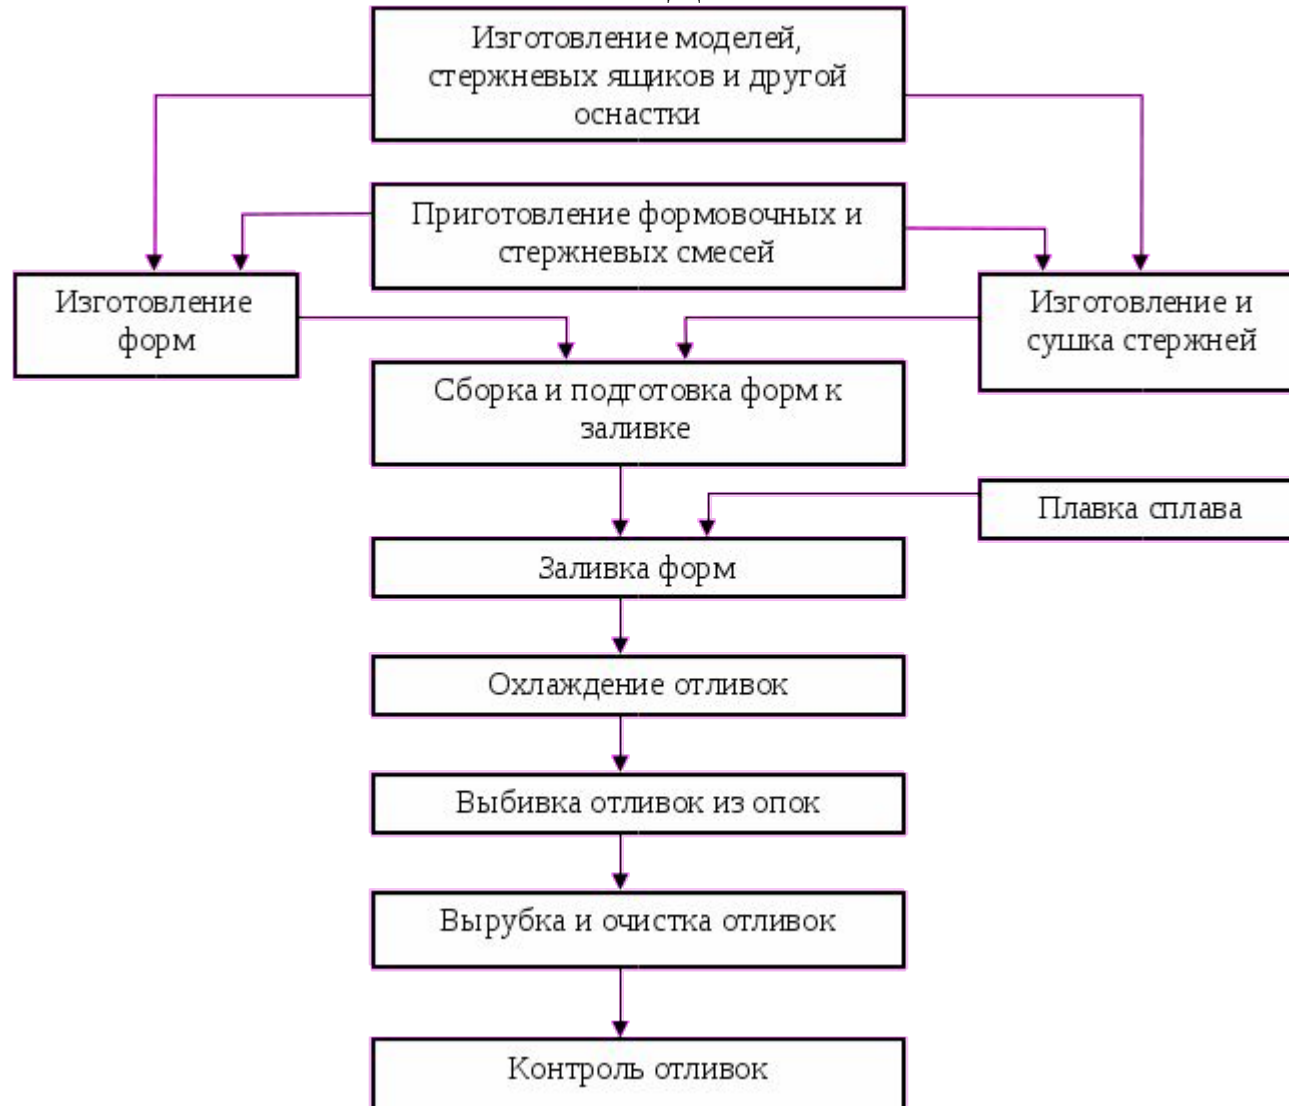 Изготовление моделей,
стержневых ящиков и другой
оснастки
Приготовление формовочных и
стержневых смесей
Изготовление
форм
Изготовление и
сушка стержней
Сборка и подготовка форм к
заливке
Плавка сплава
Заливка форм
Охлаждение отливок
Выбивка отливок из опок
Вырубка и очистка отливок
Контроль отливок